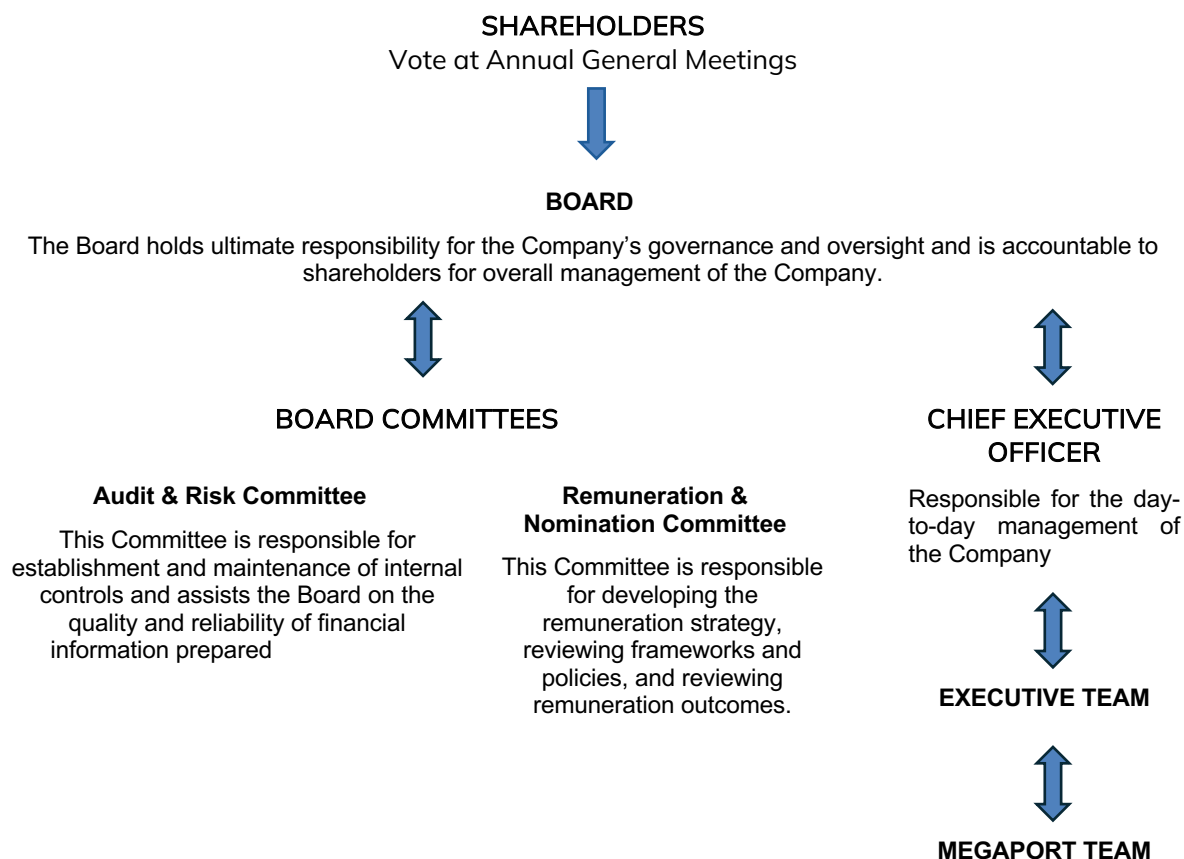 SHAREHOLDERS
Vote at Annual General Meetings
BOARD
The Board holds ultimate responsibility for the Company’s governance and oversight and is accountable to
shareholders for overall management of the Company.
BOARD COMMITTEES
Audit & Risk Committee
This Committee is responsible for
establishment and maintenance of internal
controls and assists the Board on the
quality and reliability of financial
information prepared
Remuneration &
Nomination Committee
This Committee is responsible
for developing the
remuneration strategy,
reviewing frameworks and
policies, and reviewing
remuneration outcomes.
CHIEF EXECUTIVE
OFFICER
Responsible for the day-
to-day management of
the Company
EXECUTIVE TEAM
MEGAPORT TEAM